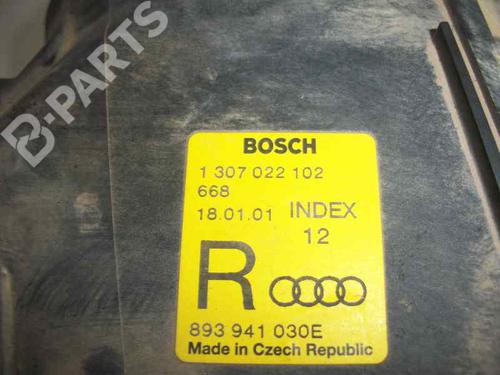 B-PARTS
BOSCH
1 307 022 102
668
18.01.01 INDEX
12
R
893 941 030E
Made in Czech Republic